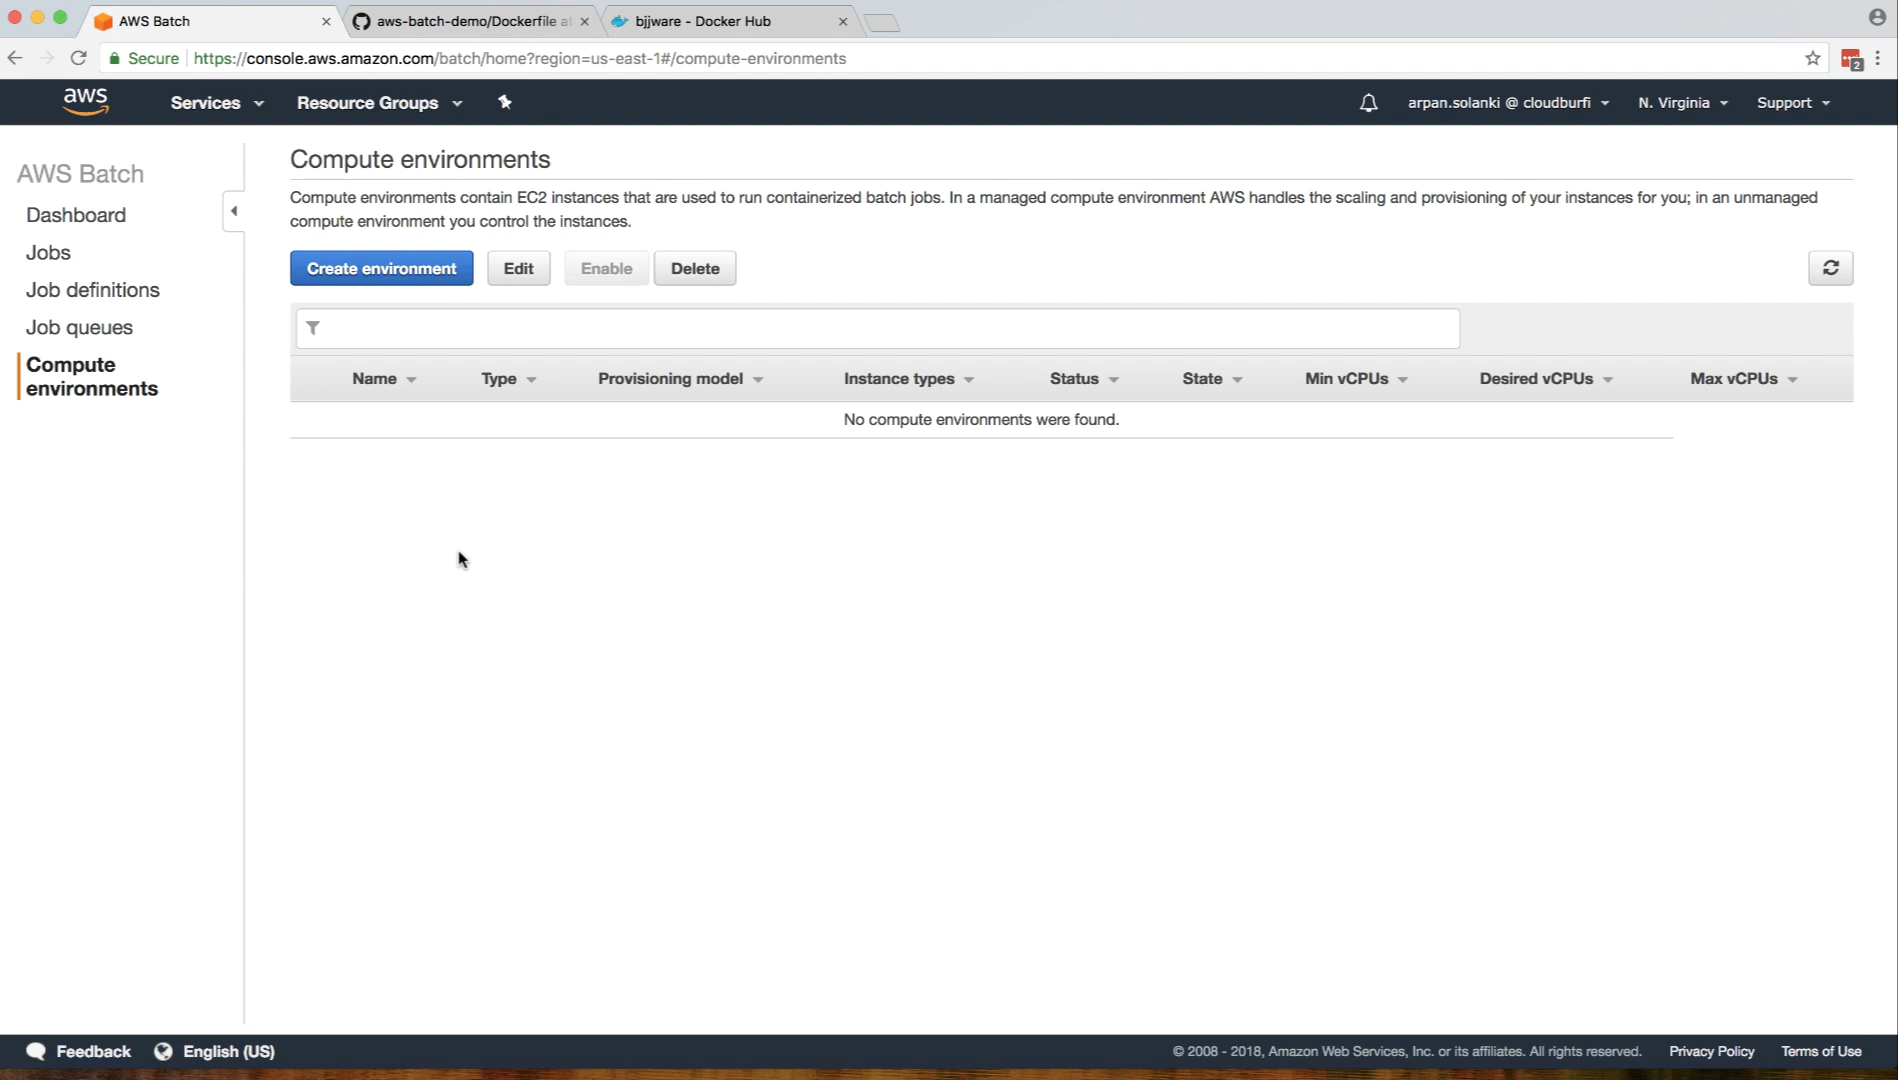 AWS Batch
aws-batch-demo/Dockerfile at
bjjware - Docker Hub
Secure
https://console.aws.amazon.com/batch/home?region=us-east-1#/compute-environments
2
aws
Services
Resource Groups
arpan.solanki @ cloudburfi
N. Virginia
Support
AWS Batch
Dashboard
Jobs
Job definitions
Job queues
Compute
environments
Compute environments
Compute environments contain EC2 instances that are used to run containerized batch jobs. In a managed compute environment AWS handles the scaling and provisioning of your instances for you; in an unmanaged
compute environment you control the instances.
Create environment
Edit
Enable
Delete
Name
Type
Provisioning model
Instance types
Status
State
Min vCPUs
Desired vCPUs
Max vCPUs
No compute environments were found.
Feedback
English (US)
© 2008 - 2018, Amazon Web Services, Inc. or its affiliates. All rights reserved.
Privacy Policy
Terms of Use